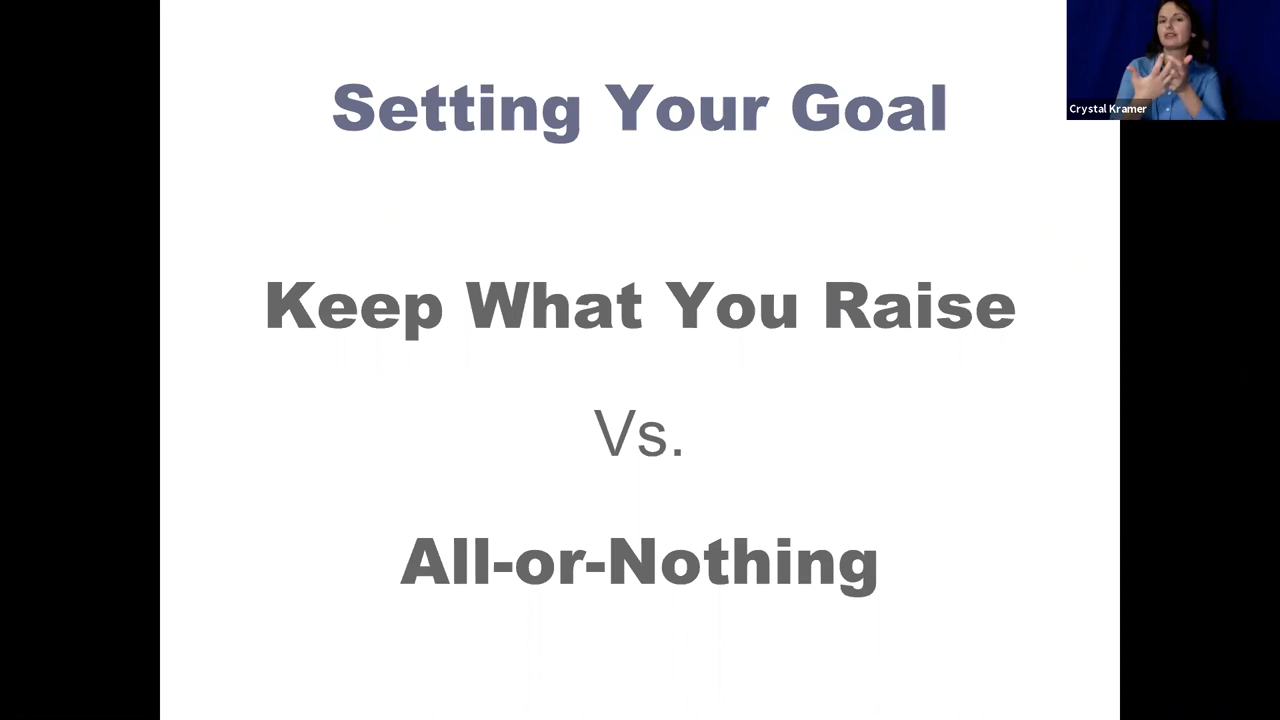 Setting Your Goal
Crystal Kramer
Keep What You Raise
Vs.
All-or-Nothing